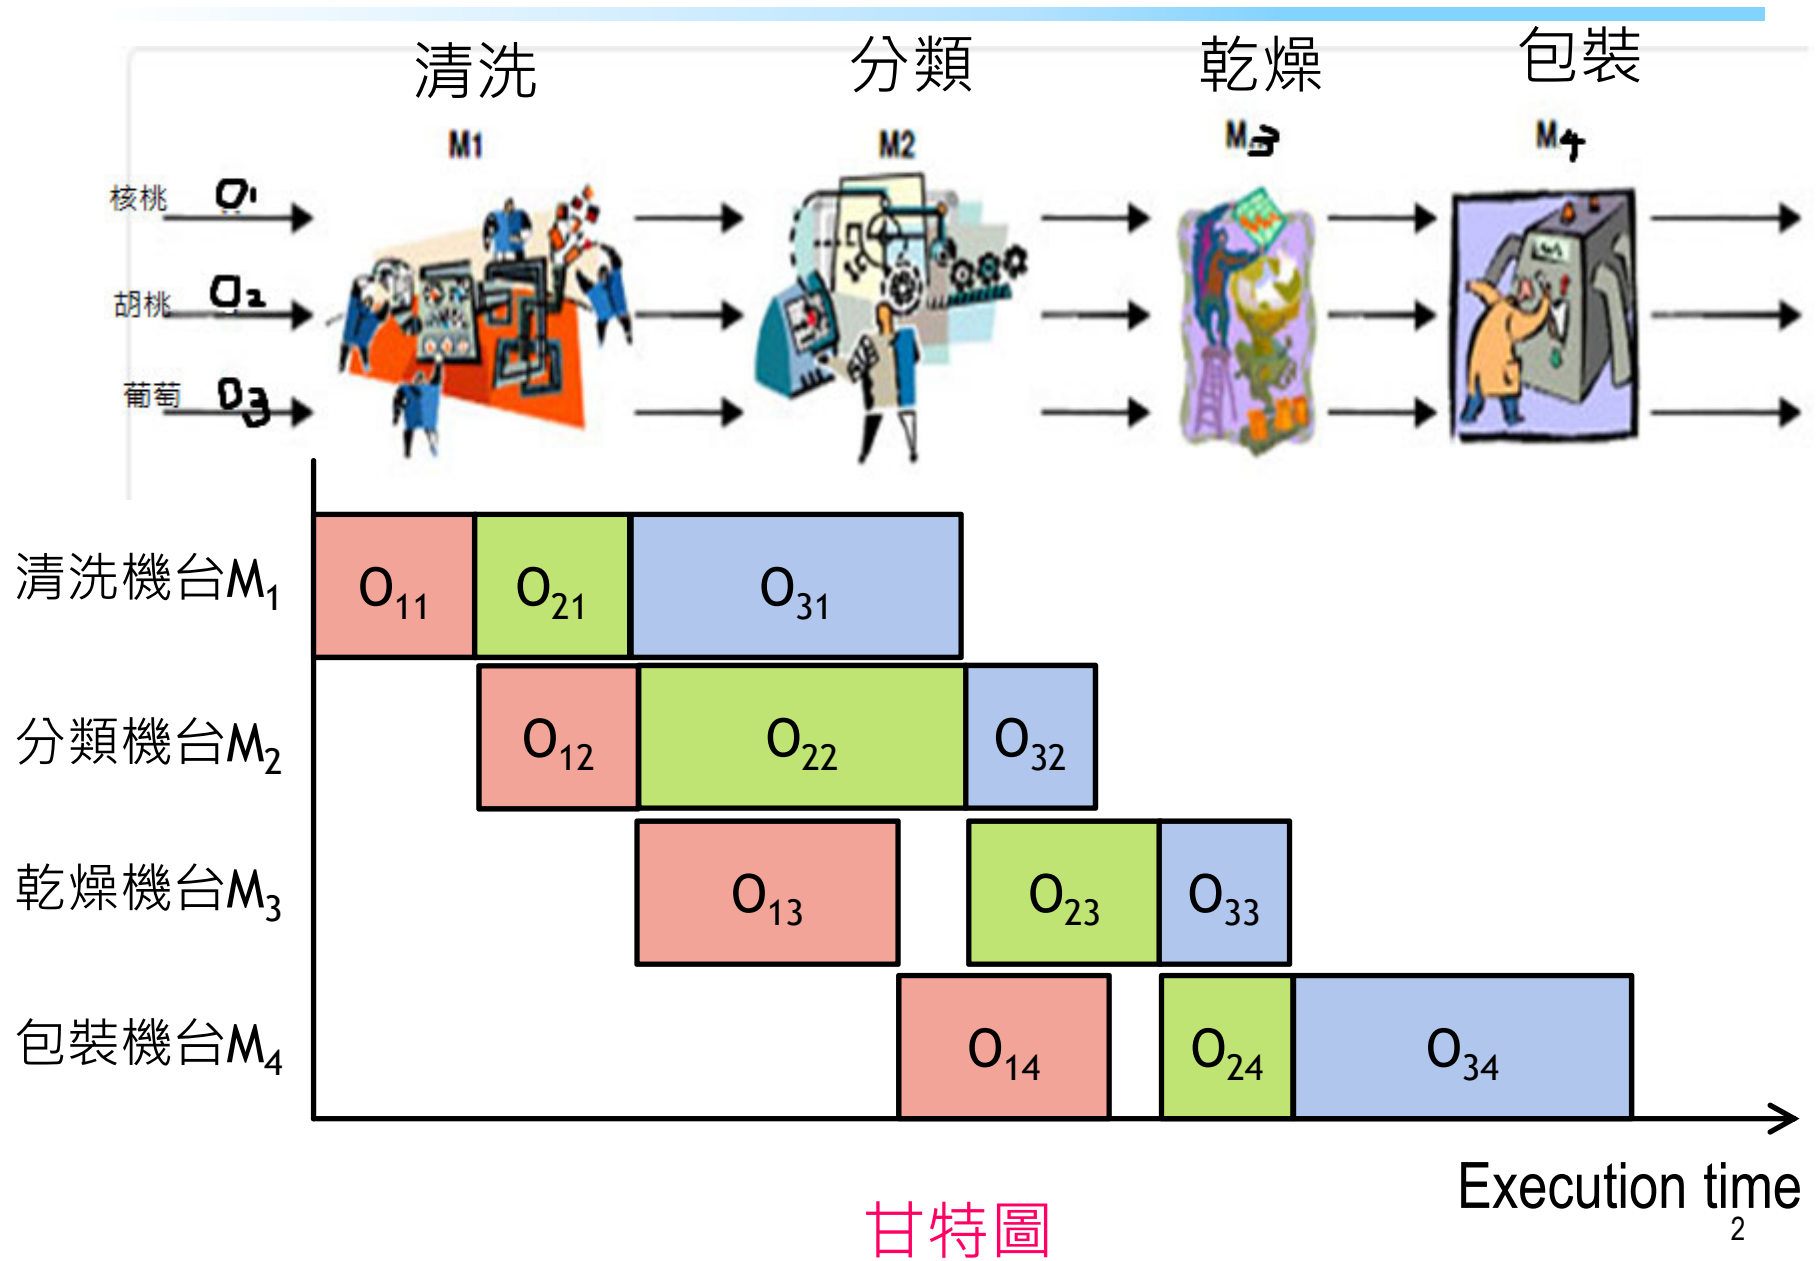 清洗 分類 乾燥 包裝
M1 M2 M3 M4
核桃 O1
胡桃 O2
葡萄 O3
清洗機台M1 O11 O21 O31
分類機台M2 O12 O22 O32
乾燥機台M3 O13 O23 O33
包裝機台M4 O14 O24 O34
Execution time
甘特圖
2